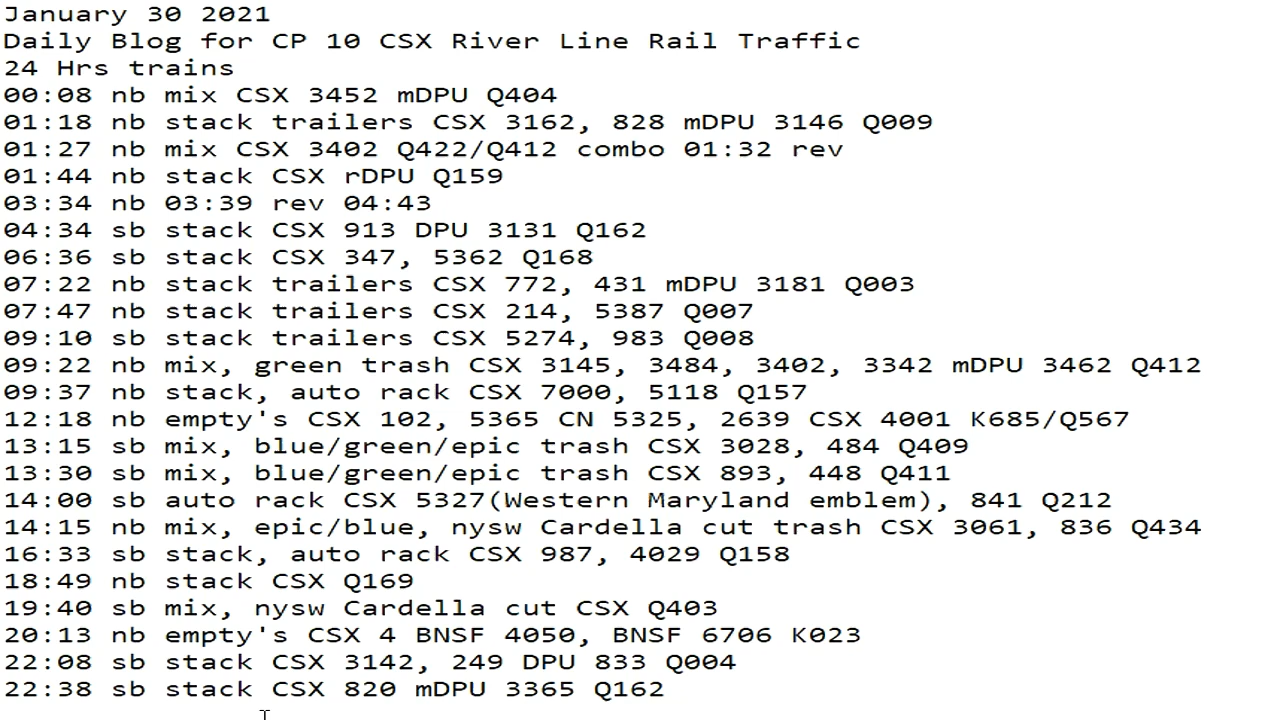 January 30 2021
Daily Blog for CP 10 CSX River Line Rail Traffic
24 Hrs trains
00:08 nb mix CSX 3452 mDPU Q404
01:18 nb stack trailers CSX 3162, 828 mDPU 3146 Q009
01:27 nb mix CSX 3402 Q422/Q412 combo 01:32 rev
01:44 nb stack CSX rDPU Q159
03:34 nb 03:39 rev 04:43
04:34 sb stack CSX 913 DPU 3131 Q162
06:36 sb stack CSX 347, 5362 Q168
07:22 nb stack trailers CSX 772, 431 mDPU 3181 Q003
07:47 nb stack trailers CSX 214, 5387 Q007
09:10 sb stack trailers CSX 5274, 983 Q008
09:22 nb mix, green trash CSX 3145, 3484, 3402, 3342 mDPU 3462 Q412
09:37 nb stack, auto rack CSX 7000, 5118 Q157
12:18 nb empty's CSX 102, 5365 CN 5325, 2639 CSX 4001 K685/Q567
13:15 sb mix, blue/green/epic trash CSX 3028, 484 Q409
13:30 sb mix, blue/green/epic trash CSX 893, 448 Q411
14:00 sb auto rack CSX 5327(Western Maryland emblem), 841 Q212
14:15 nb mix, epic/blue, nysw Cardella cut trash CSX 3061, 836 Q434
16:33 sb stack, auto rack CSX 987, 4029 Q158
18:49 nb stack CSX Q169
19:40 sb mix, nysw Cardella cut CSX Q403
20:13 nb empty's CSX 4 BNSF 4050, BNSF 6706 K023
22:08 sb stack CSX 3142, 249 DPU 833 Q004
22:38 sb stack CSX 820 mDPU 3365 Q162